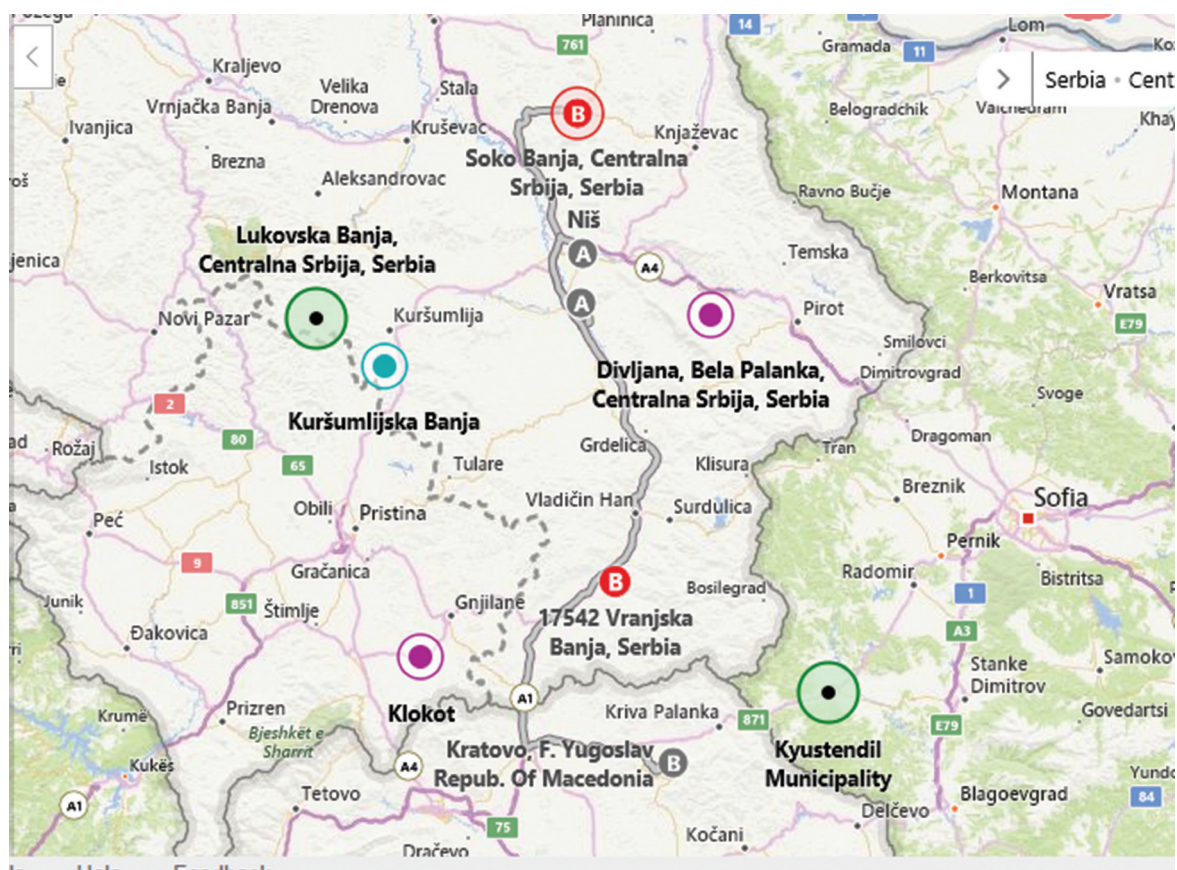 Planinica
14
761
Lom
Gramada
11
Kraljevo
Serbia • Cent
Velika
Drenova
Stala
Vrnjačka Banja
Belogradchik
Valchedram
Ivanjica
Kruševac
B
Knjaževac
Brezna
Soko Banja, Centralna
Srbija, Serbia
Aleksandrovac
Ravno Bučje
Montana
Niš
Lukovska Banja,
Centralna Srbija, Serbia
A
A4
Temska
Berkovitsa
Vratsa
A
Novi Pazar
Kuršumlija
Pirot
E79
Smilovci
Divljana, Bela Palanka,
Centralna Srbija, Serbia
Dimitrovgrad
Svoge
2
Kuršumlijska Banja
80
Rožaj
Grdelica
Dragoman
Tran
65
Istok
Tulare
Klisura
Breznik
Obili
Pristina
Vladičin Han
Surdulica
Sofia
Peć
Pernik
9
Gračanica
B
Bosilegrad
Radomir
Bistritsa
1
Junik
851
Štimlje
Gnjilane
17542 Vranjska
Banja, Serbia
A3
Đakovica
Stanke
Dimitrov
Samoko
A1
Krumë
Prizren
Klokot
Kriva Palanka
871
E79
Govedartsi
Bjeshkët e
Sharrit
A4
Kratovo, F. Yugoslav
Repub. Of Macedonia
B
Kyustendil
Municipality
Kukës
Yund
84
A1
Tetovo
Blagoevgrad
Delčevo
75
Kočani
Dračevo